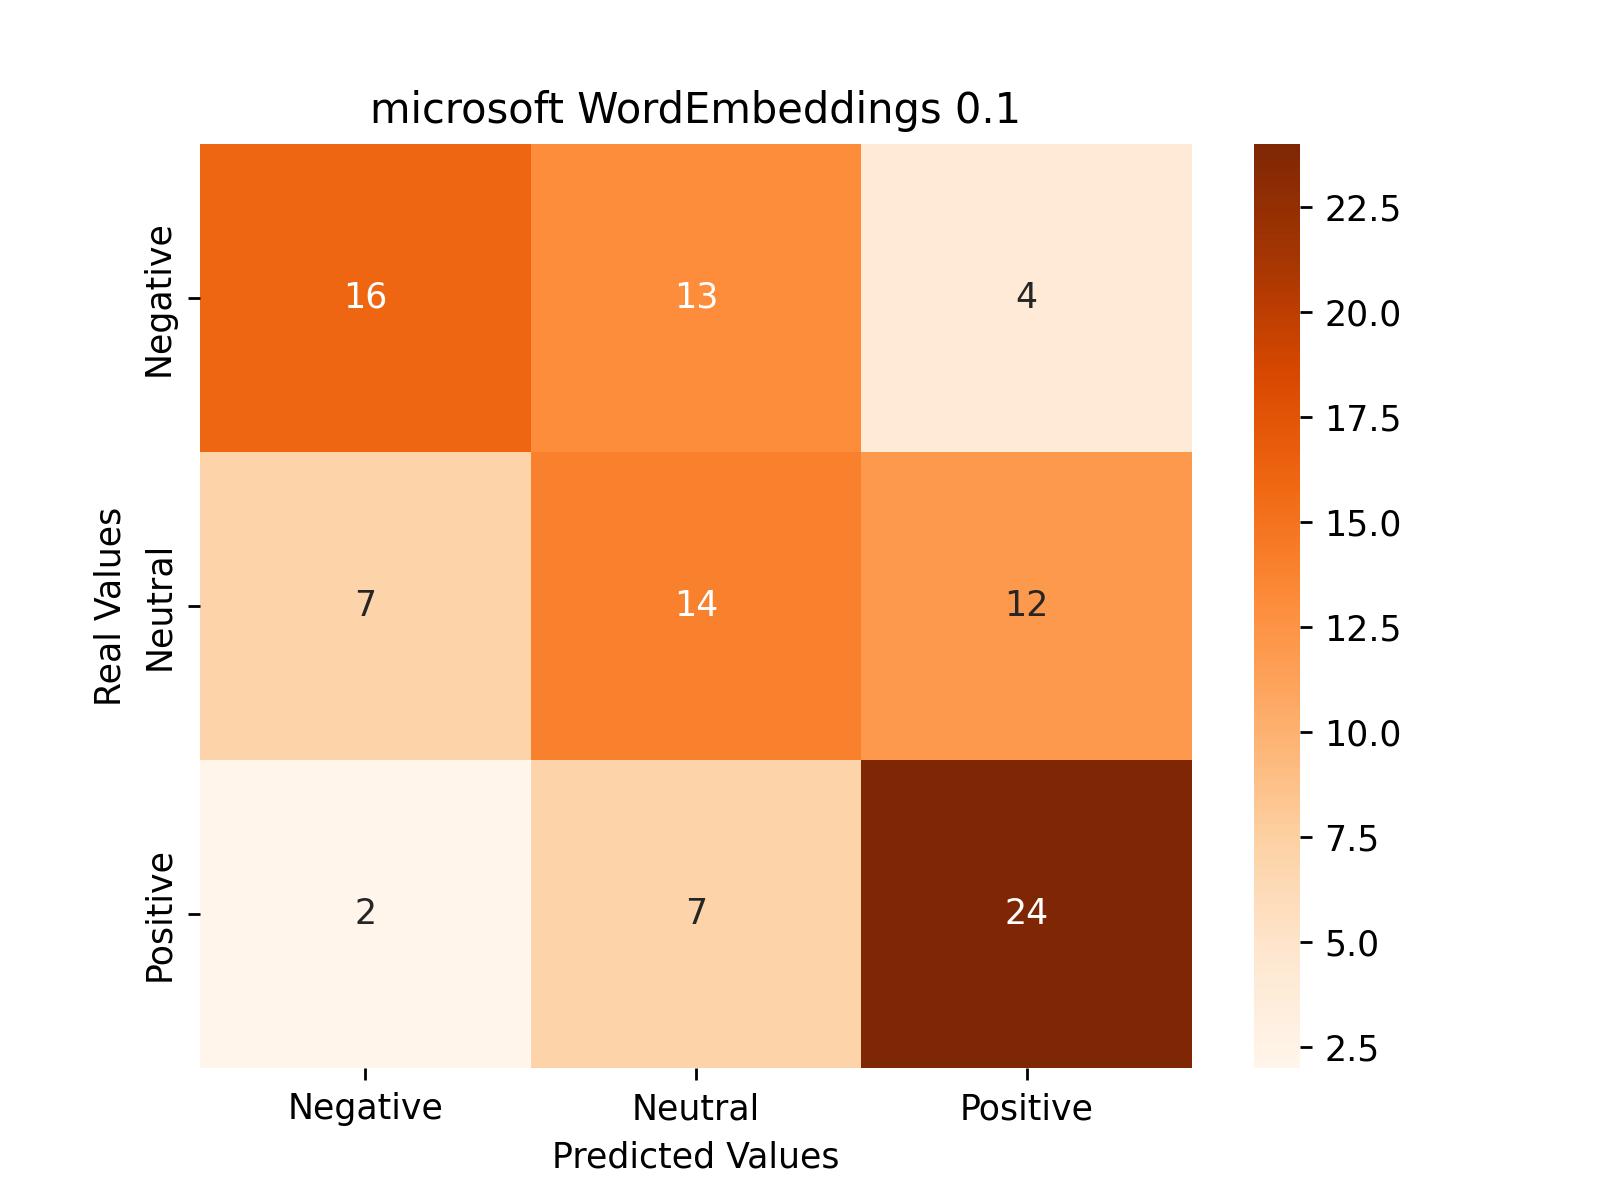 microsoft WordEmbeddings 0.1
Real Values
Negative
16 13 4
Neutral
7 14 12
Positive
2 7 24
Negative Neutral Positive
Predicted Values
22.5
20.0
17.5
15.0
12.5
10.0
7.5
5.0
2.5